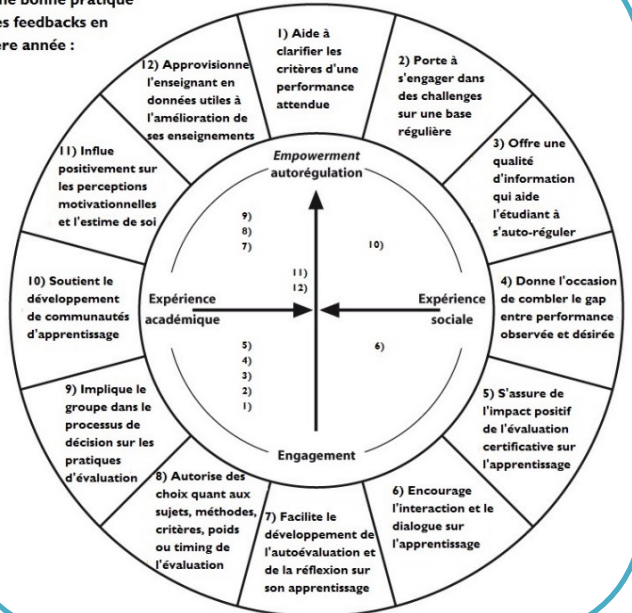 ne bonne pratique
es feedbacks en
ère année :
1) Aide à
clarifier les
critères d'une
performance
attendue
2) Porte à
s'engager dans
des challenges
sur une base
régulière
3) Offre une
qualité
d'information
qui aide
l'étudiant à
s'auto-réguler
4) Donne l'occasion
de combler le gap
entre performance
observée et désirée
5) S'assure de
l'impact positif
de l'évaluation
certificative sur
l'apprentissage
6) Encourage
l'interaction et le
dialogue sur
l'apprentissage
7) Facilite le
développement de
l'autoévaluation et
de la réflexion sur
son apprentissage
8) Autorise des
choix quant aux
sujets, méthodes,
critères, poids
ou timing de
l'évaluation
9) Implique le
groupe dans le
processus de
décision sur les
pratiques
d'évaluation
10) Soutient le
développement
de communautés
d'apprentissage
11) Influe
positivement sur
les perceptions
motivationnelles
et l'estime de soi
12) Approvisionne
l'enseignant en
données utiles à
l'amélioration de
ses enseignements
Empowerment
autorégulation
9)
8)
7)
10)
11)
12)
Expérience
académique
Expérience
sociale
5)
4)
3)
2)
1)
6)
Engagement